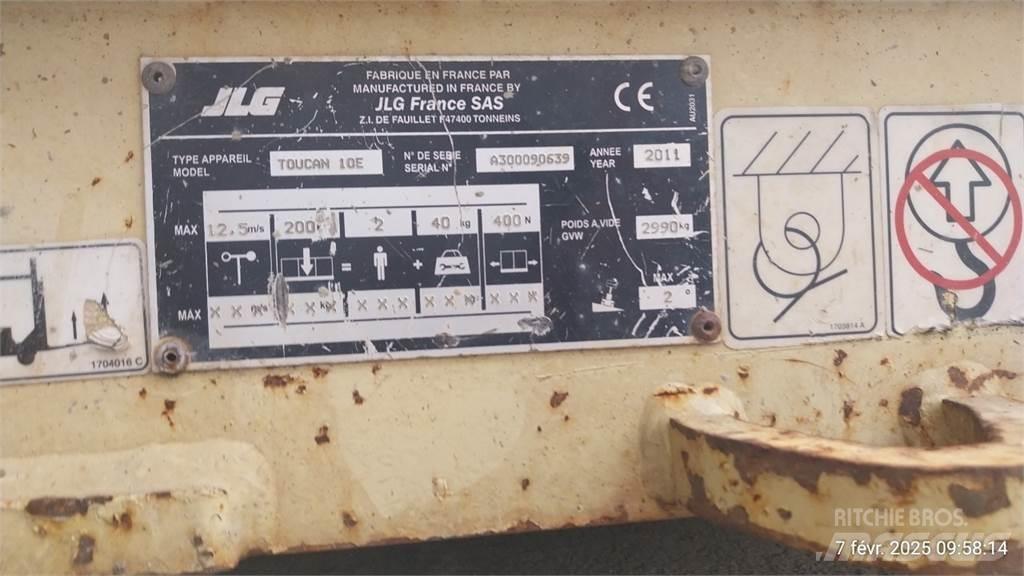 JLG
FABRIQUE EN FRANCE PAR
MANUFACTURED IN FRANCE BY
JLG France SAS
Z.I. DE FAUILLET F47400 TONNEINS
CE
AU2031
TYPE APPAREIL
MODEL
TOUCAN 10E
N° DE SERIE
SERIAL N°
A300090639
ANNEE
YEAR
2011
MAX
12.5 m/s
200
2
40 kg
400 N
POIDS A.VIDE
GVW
2990 kg
=
+
MAX
X X X X X X X X X X X X X X X
MAX
2 °
1704016 C
1703814 A
RITCHIE BROS.
7 févr. 2025 09:58:14